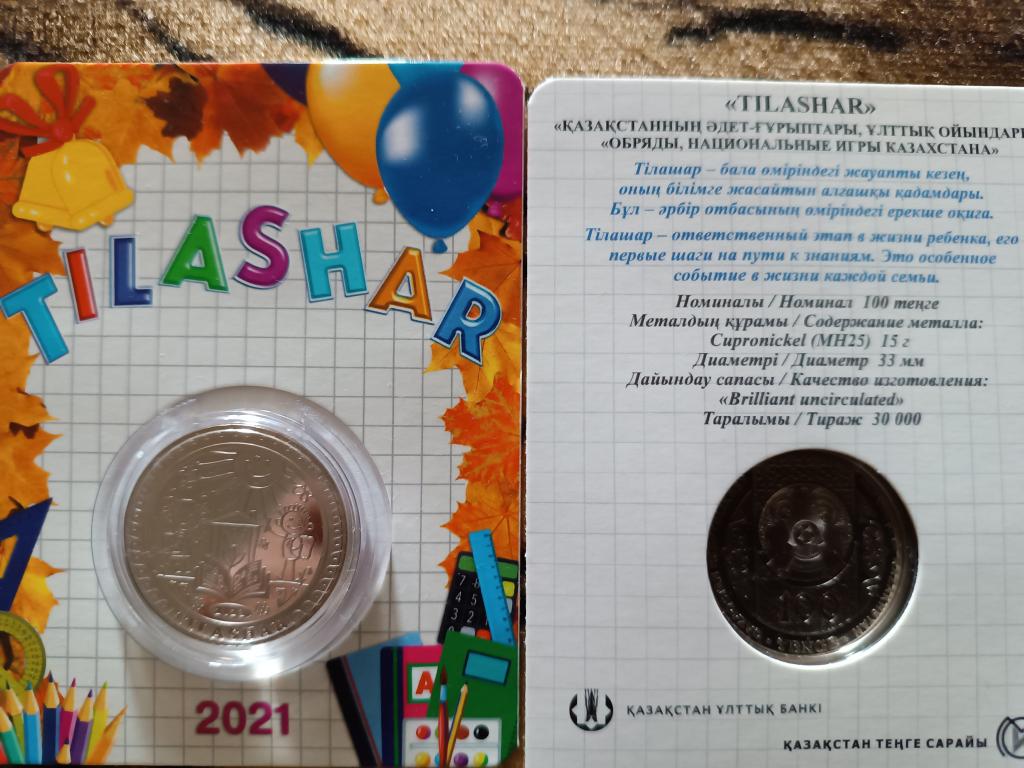 TILASHAR
2021
«TILASHAR»
«ҚАЗАҚСТАННЫҢ ӘДЕТ-ҒҰРЫПТАРЫ, ҰЛТТЫҚ ОЙЫНДАР
«ОБРЯДЫ, НАЦИОНАЛЬНЫЕ ИГРЫ КАЗАХСТАНА»
Тілашар – бала өміріндегі жауапты кезең,
оның білімге жасайтын алғашқы қадамдары.
Бұл – әрбір отбасының өміріндегі ерекше оқиға.
Тілашар – ответственный этап в жизни ребенка, его
первые шаги на пути к знаниям. Это особенное
событие в жизни каждой семьи.
Номиналы / Номинал 100 теңге
Металдың құрамы / Содержание металла:
Cupronickel (МН25) 15 г
Диаметрі / Диаметр 33 мм
Дайындау сапасы / Качество изготовления:
«Brilliant uncirculated»
Таралымы / Тираж 30 000
100
ҚАЗАҚСТАН ҰЛТТЫҚ БАНКІ
ҚАЗАҚСТАН ТЕҢГЕ САРАЙЫ